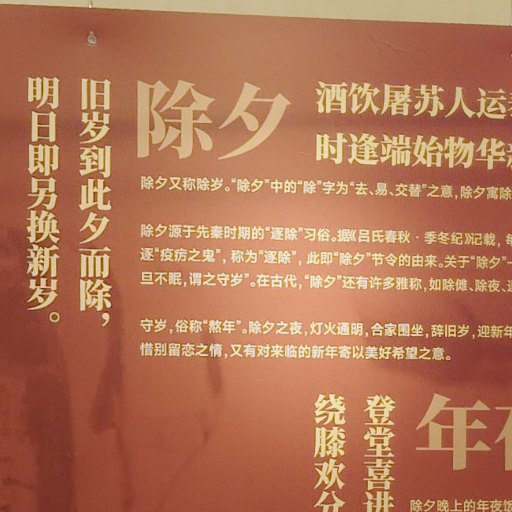 旧岁到此夕而除，
明日即另换新岁。
除夕
酒饮屠苏人运
时逢端始物华
除夕又称除岁。“除夕”中的“除”字为“去、易、交替”之意，除夕寓除
除夕源于先秦时期的“逐除”习俗。据《吕氏春秋·季冬纪》记载，
逐“疫疠之鬼”，称为“逐除”，此即“除夕”节令的由来。关于“除夕”
旦不眠，谓之守岁”。在古代，“除夕”还有许多雅称，如除傩、除夜、
守岁，俗称“熬年”。除夕之夜，灯火通明，合家围坐，辞旧岁，迎新年
惜别留恋之情，又有对来临的新年寄以美好希望之意。
年
登堂喜讲
绕膝欢分
除夕晚上的年夜饭